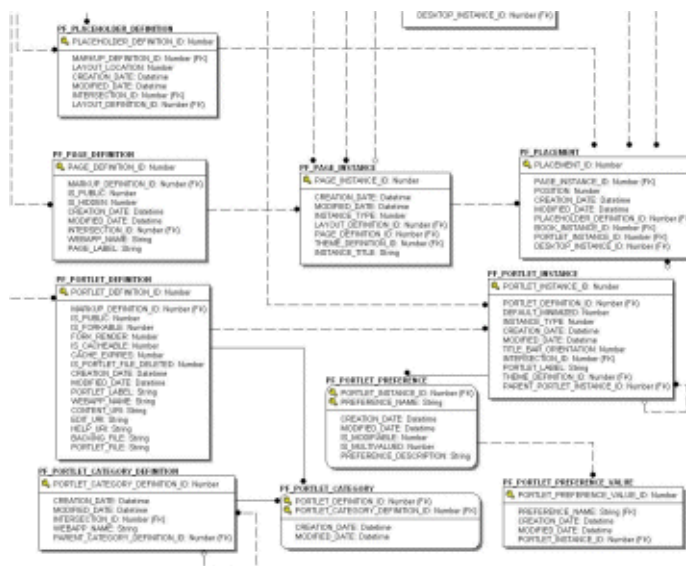 DESKTOP_INSTANCE_ID: Number (FK)
PF_PLACEHOLDER_DEFINITION
PLACEHOLDER_DEFINITION_ID: Number
MARKUP_DEFINITION_ID: Number (FK)
LAYOUT_LOCATION: Number
CREATION_DATE: Datetime
MODIFIED_DATE: Datetime
INTERSECTION_ID: Number (FK)
LAYOUT_DEFINITION_ID: Number (FK)
PF_PAGE_DEFINITION
PAGE_DEFINITION_ID: Number
MARKUP_DEFINITION_ID: Number (FK)
IS_PUBLIC: Number
IS_HIDDEN: Number
CREATION_DATE: Datetime
MODIFIED_DATE: Datetime
INTERSECTION_ID: Number (FK)
WEBAPP_NAME: String
PAGE_LABEL: String
PF_PAGE_INSTANCE
PAGE_INSTANCE_ID: Number
CREATION_DATE: Datetime
MODIFIED_DATE: Datetime
INSTANCE_TYPE: Number
LAYOUT_DEFINITION_ID: Number (FK)
PAGE_DEFINITION_ID: Number (FK)
THEME_DEFINITION_ID: Number (FK)
INSTANCE_TITLE: String
PF_PLACEMENT
PLACEMENT_ID: Number
PAGE_INSTANCE_ID: Number (FK)
POSITION: Number
CREATION_DATE: Datetime
MODIFIED_DATE: Datetime
PLACEHOLDER_DEFINITION_ID: Number (F
BOOK_INSTANCE_ID: Number (FK)
PORTLET_INSTANCE_ID: Number (FK)
DESKTOP_INSTANCE_ID: Number (FK)
PF_PORTLET_DEFINITION
PORTLET_DEFINITION_ID: Number
MARKUP_DEFINITION_ID: Number (FK)
IS_PUBLIC: Number
IS_FORKABLE: Number
FORK_RENDER: Number
IS_CACHEABLE: Number
CACHE_EXPIRES: Number
IS_PORTLET_FILE_DELETED: Number
CREATION_DATE: Datetime
MODIFIED_DATE: Datetime
PORTLET_LABEL: String
WEBAPP_NAME: String
CONTENT_URI: String
EDIT_URI: String
HELP_URI: String
BACKING_FILE: String
PORTLET_FILE: String
PF_PORTLET_INSTANCE
PORTLET_INSTANCE_ID: Number
PORTLET_DEFINITION_ID: Number (FK)
DEFAULT_MINIMIZED: Number
INSTANCE_TYPE: Number
CREATION_DATE: Datetime
MODIFIED_DATE: Datetime
TITLE_BAR_ORIENTATION: Number
INTERSECTION_ID: Number (FK)
PORTLET_LABEL: String
THEME_DEFINITION_ID: Number (FK)
PARENT_PORTLET_INSTANCE_ID: Number (FK)
PF_PORTLET_PREFERENCE
PORTLET_INSTANCE_ID: Number (FK)
PREFERENCE_NAME: String
CREATION_DATE: Datetime
MODIFIED_DATE: Datetime
IS_MODIFIABLE: Number
IS_MULTIVALUED: Number
PREFERENCE_DESCRIPTION: String
PF_PORTLET_CATEGORY_DEFINITION
PORTLET_CATEGORY_DEFINITION_ID: Number
CREATION_DATE: Datetime
MODIFIED_DATE: Datetime
INTERSECTION_ID: Number (FK)
WEBAPP_NAME: String
PARENT_CATEGORY_DEFINITION_ID: Number (FK)
PF_PORTLET_CATEGORY
PORTLET_DEFINITION_ID: Number (FK)
PORTLET_CATEGORY_DEFINITION_ID: Number (FK)
CREATION_DATE: Datetime
MODIFIED_DATE: Datetime
PF_PORTLET_PREFERENCE_VALUE
PORTLET_PREFERENCE_VALUE_ID: Number
PREFERENCE_NAME: String (FK)
CREATION_DATE: Datetime
MODIFIED_DATE: Datetime
PORTLET_INSTANCE_ID: Number (FK)